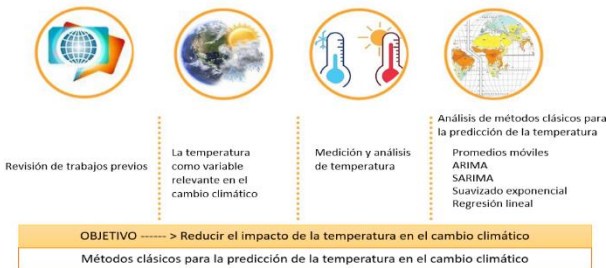 Revisión de trabajos previos
La temperatura
como variable
relevante en el
cambio climático
Medición y análisis
de temperatura
Análisis de métodos clásicos para
la predicción de la temperatura
Promedios móviles
ARIMA
SARIMA
Suavizado exponencial
Regresión lineal
OBJETIVO ------ > Reducir el impacto de la temperatura en el cambio climático
Métodos clásicos para la predicción de la temperatura en el cambio climático